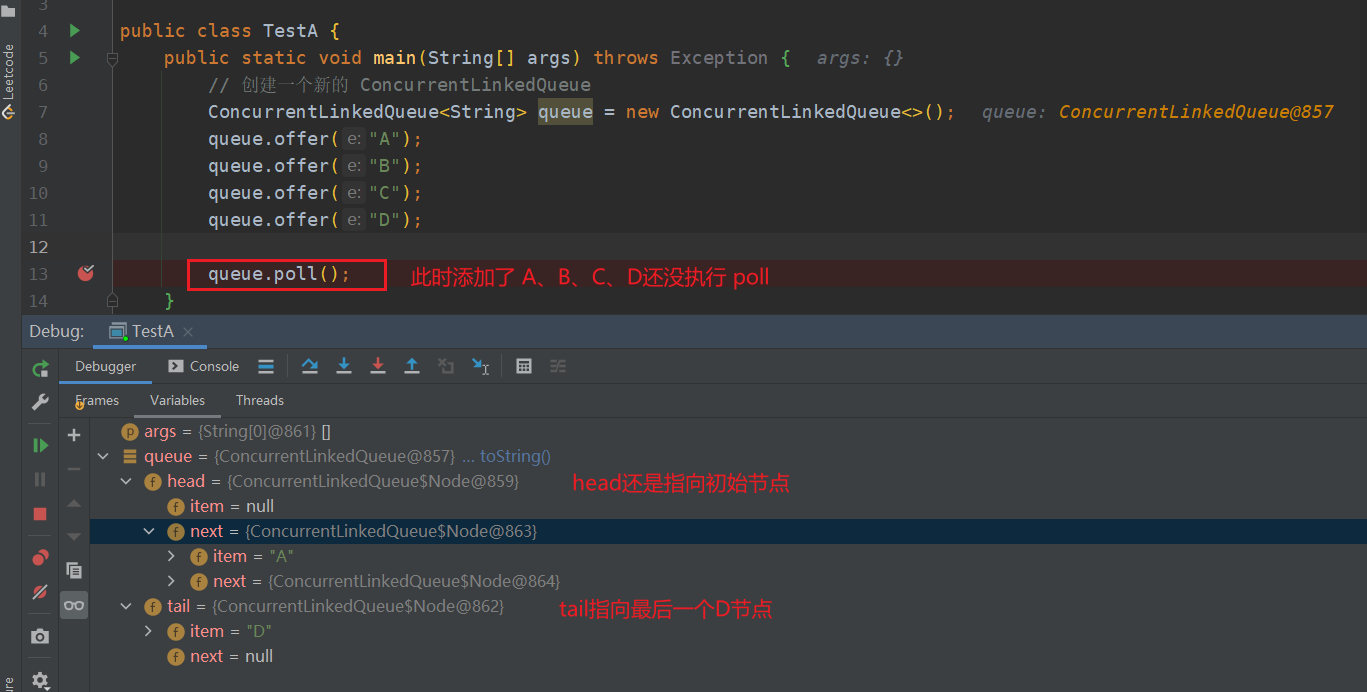 3
Leetcode
4 public class TestA {
5 public static void main(String[] args) throws Exception { args: {}
6 // 创建一个新的 ConcurrentLinkedQueue
7 ConcurrentLinkedQueue<String> queue = new ConcurrentLinkedQueue<>(); queue: ConcurrentLinkedQueue@857
8 queue.offer( e: "A");
9 queue.offer( e: "B");
10 queue.offer( e: "C");
11 queue.offer( e: "D");
12
13 queue.poll(); 此时添加了 A、B、C、D还没执行 poll
14 }
Debug: TestA
Debugger Console
Frames Variables Threads
p args = {String[0]@861} []
queue = {ConcurrentLinkedQueue@857} ... toString()
f head = {ConcurrentLinkedQueue$Node@859} head还是指向初始节点
f item = null
f next = {ConcurrentLinkedQueue$Node@863}
f item = "A"
f next = {ConcurrentLinkedQueue$Node@864}
f tail = {ConcurrentLinkedQueue$Node@862} tail指向最后一个D节点
f item = "D"
f next = null